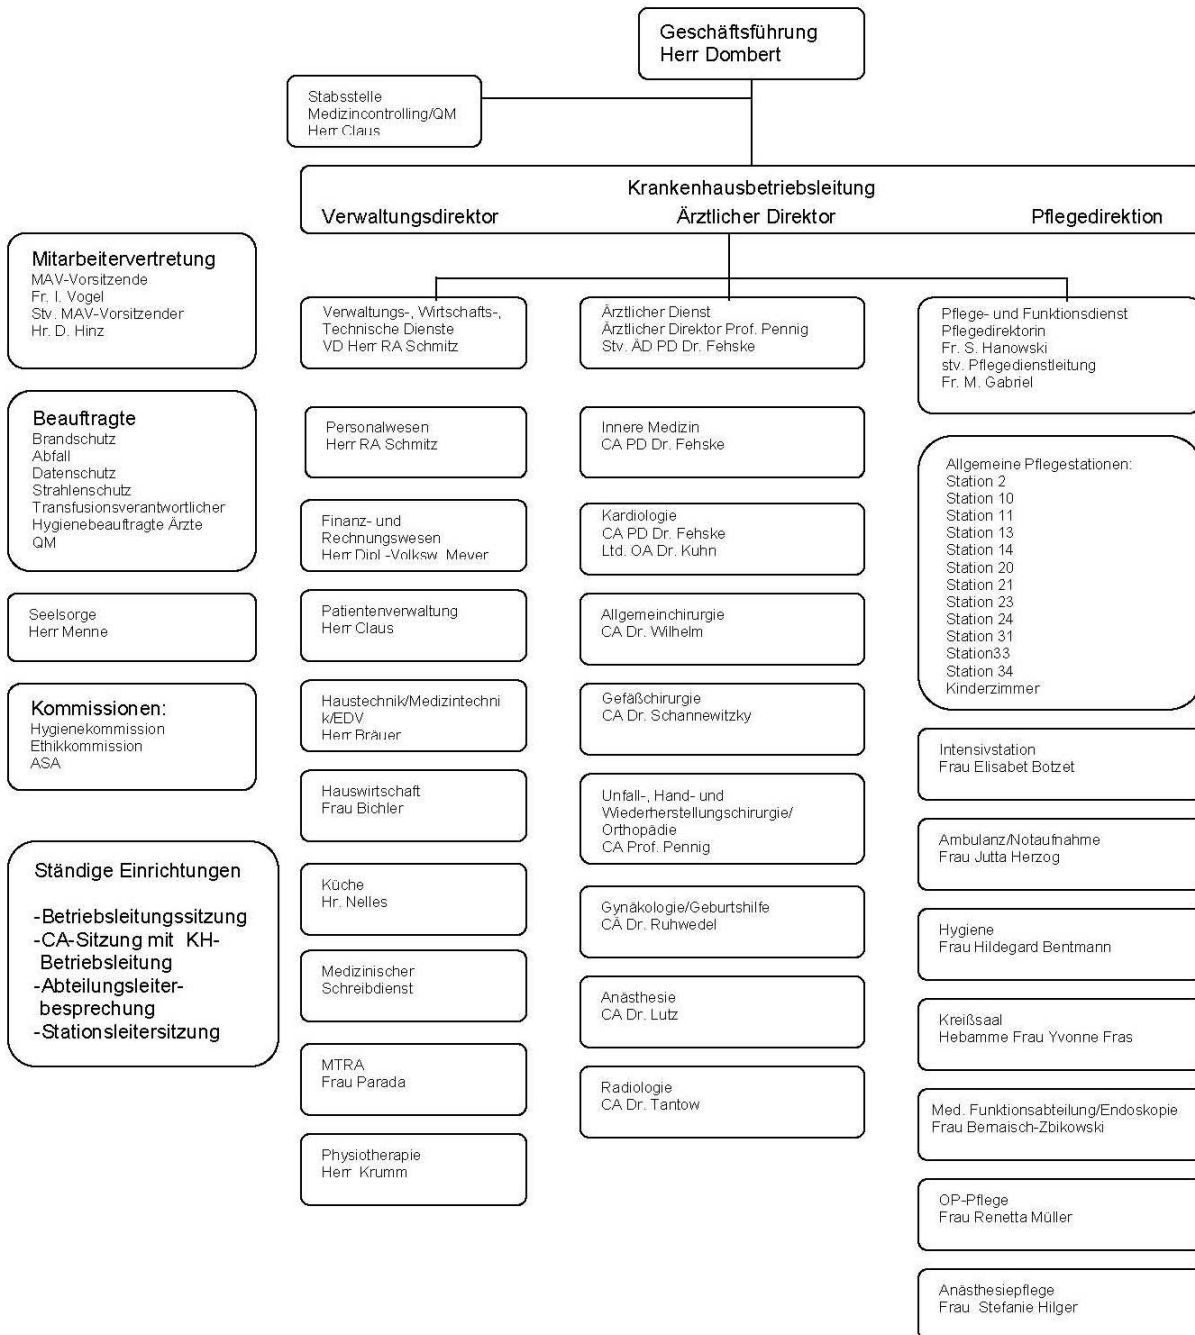 Geschäftsführung
Herr Dombert
Stabsstelle
Medizincontrolling/QM
Herr Claus
Krankenhausbetriebsleitung
Verwaltungsdirektor
Ärztlicher Direktor
Pflegedirektion
Mitarbeitervertretung
MAV-Vorsitzende
Fr. I. Vogel
Stv. MAV-Vorsitzender
Hr. D. Hinz
Beauftragte
Brandschutz
Abfall
Datenschutz
Strahlenschutz
Transfusionsverantwortlicher
Hygienebeauftragte Ärzte
QM
Seelsorge
Herr Menne
Kommissionen:
Hygienekommission
Ethikkommission
ASA
Ständige Einrichtungen
-Betriebsleitungssitzung
-CA-Sitzung mit KH-
Betriebsleitung
-Abteilungsleiter-
besprechung
-Stationsleitersitzung
Verwaltungs-, Wirtschafts-,
Technische Dienste
VD Herr RA Schmitz
Personalwesen
Herr RA Schmitz
Finanz- und
Rechnungswesen
Herr Dipl.-Volksw. Meyer
Patientenverwaltung
Herr Claus
Haustechnik/Medizintechni
k/EDV
Herr Bräuer
Hauswirtschaft
Frau Bichler
Küche
Hr. Nelles
Medizinischer
Schreibdienst
MTRA
Frau Parada
Physiotherapie
Herr Krumm
Ärztlicher Dienst
Ärztlicher Direktor Prof. Pennig
Stv. ÄD PD Dr. Fehske
Innere Medizin
CA PD Dr. Fehske
Kardiologie
CA PD Dr. Fehske
Ltd. OA Dr. Kuhn
Allgemeinchirurgie
CA Dr. Wilhelm
Gefäßchirurgie
CA Dr. Schannewitzky
Unfall-, Hand- und
Wiederherstellungschirurgie/
Orthopädie
CA Prof. Pennig
Gynäkologie/Geburtshilfe
CÄ Dr. Ruhwedel
Anästhesie
CA Dr. Lutz
Radiologie
CA Dr. Tantow
Pflege- und Funktionsdienst
Pflegedirektorin
Fr. S. Hanowski
stv. Pflegedienstleitung
Fr. M. Gabriel
Allgemeine Pflegestationen:
Station 2
Station 10
Station 11
Station 13
Station 14
Station 20
Station 21
Station 23
Station 24
Station 31
Station33
Station 34
Kinderzimmer
Intensivstation
Frau Elisabet Botzet
Ambulanz/Notaufnahme
Frau Jutta Herzog
Hygiene
Frau Hildegard Bentmann
Kreißsaal
Hebamme Frau Yvonne Fras
Med. Funktionsabteilung/Endoskopie
Frau Bernaisch-Zbikowski
OP-Pflege
Frau Renetta Müller
Anästhesiepflege
Frau Stefanie Hilger